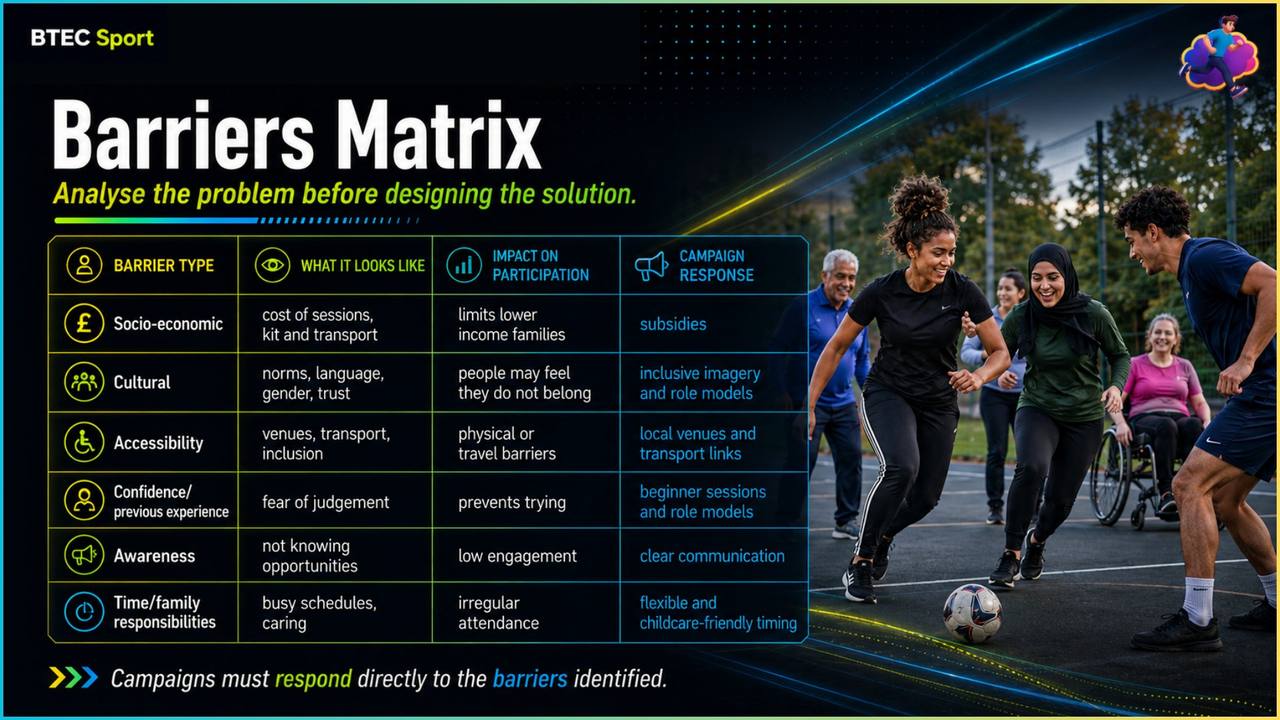 BTEC Sport
Barriers Matrix
Analyse the problem before designing the solution.
BARRIER TYPE
WHAT IT LOOKS LIKE
IMPACT ON
PARTICIPATION
CAMPAIGN
RESPONSE
£
Socio-economic
cost of sessions,
kit and transport
limits lower
income families
subsidies
Cultural
norms, language,
gender, trust
people may feel
they do not belong
inclusive imagery
and role models
Accessibility
venues, transport,
inclusion
physical or
travel barriers
local venues and
transport links
Confidence/
previous experience
fear of judgement
prevents trying
beginner sessions
and role models
Awareness
not knowing
opportunities
low engagement
clear communication
Time/family
responsibilities
busy schedules,
caring
irregular
attendance
flexible and
childcare-friendly timing
Campaigns must respond directly to the barriers identified.